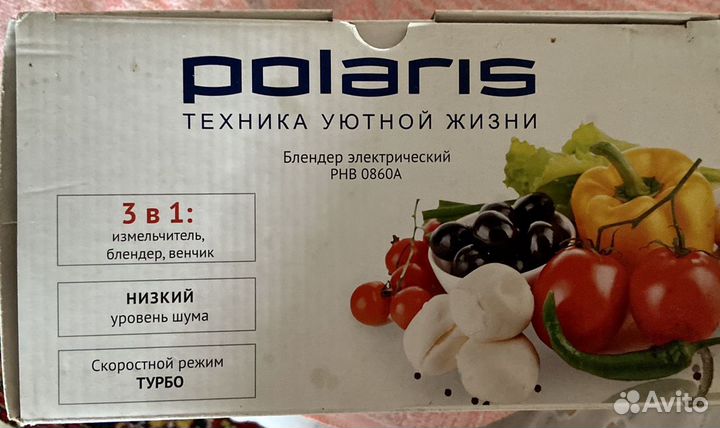 polaris
ТЕХНИКА УЮТНОЙ ЖИЗНИ
Блендер электрический
PHB 0860A
3 в 1:
измельчитель,
блендер, венчик
НИЗКИЙ
уровень шума
Скоростной режим
ТУРБО
Avito